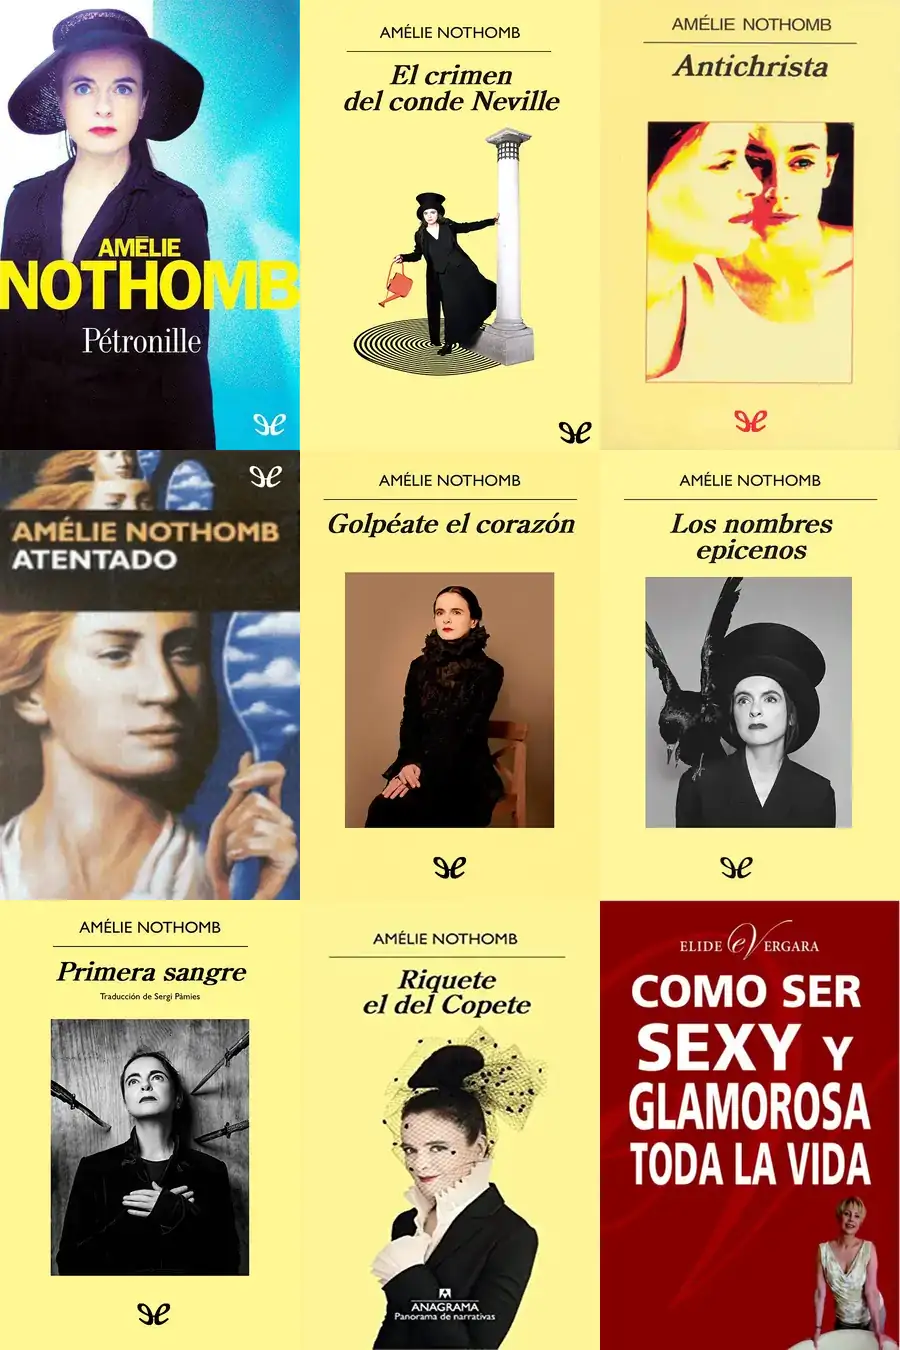 AMÉLIE
NOTHOMB
Pétronille
AMÉLIE NOTHOMB
El crimen
del conde Neville
AMÉLIE NOTHOMB
Antichrista
AMÉLIE NOTHOMB
ATENTADO
AMÉLIE NOTHOMB
Golpéate el corazón
AMÉLIE NOTHOMB
Los nombres
epicenos
AMÉLIE NOTHOMB
Primera sangre
Traducción de Sergi Pàmies
AMÉLIE NOTHOMB
Riquete
el del Copete
ANAGRAMA
Panorama de narrativas
ELIDE eV VERGARA
COMO SER
SEXY Y
GLAMOROSA
TODA LA VIDA